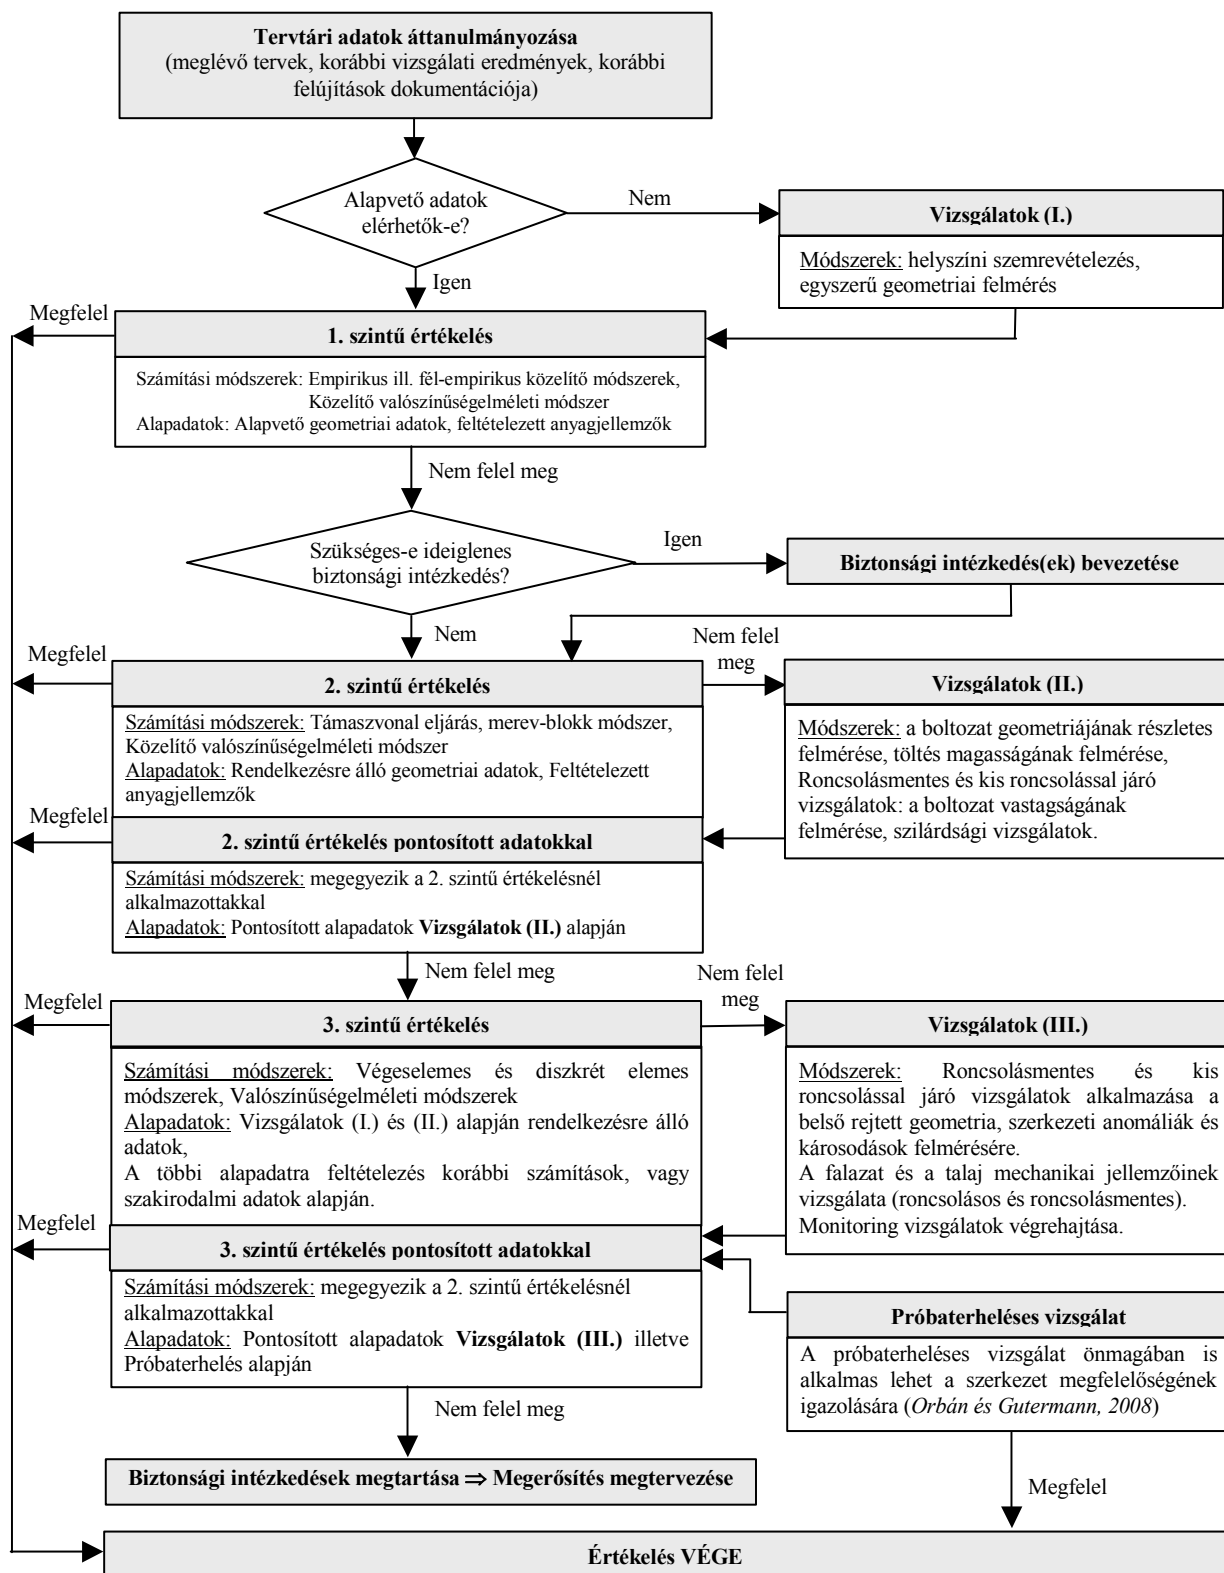 Tervtári adatok áttanulmányozása
(meglévő tervek, korábbi vizsgálati eredmények, korábbi
felújítások dokumentációja)
Alapvető adatok
elérhetők-e?
Nem
Vizsgálatok (I.)
Módszerek: helyszíni szemrevételezés,
egyszerű geometriai felmérés
Igen
Megfelel
1. szintű értékelés
Számítási módszerek: Empirikus ill. fél-empirikus közelítő módszerek,
Közelítő valószínűségelméleti módszer
Alapadatok: Alapvető geometriai adatok, feltételezett anyagjellemzők
Nem felel meg
Szükséges-e ideiglenes
biztonsági intézkedés?
Igen
Biztonsági intézkedés(ek) bevezetése
Nem
Megfelel
2. szintű értékelés
Számítási módszerek: Támaszvonal eljárás, merev-blokk módszer,
Közelítő valószínűségelméleti módszer
Alapadatok: Rendelkezésre álló geometriai adatok, Feltételezett
anyagjellemzők
Nem felel
meg
Vizsgálatok (II.)
Módszerek: a boltozat geometriájának részletes
felmérése, töltés magasságának felmérése,
Roncsolásmentes és kis roncsolással járó
vizsgálatok: a boltozat vastagságának
felmérése, szilárdsági vizsgálatok.
Megfelel
2. szintű értékelés pontosított adatokkal
Számítási módszerek: megegyezik a 2. szintű értékelésnél
alkalmazottakkal
Alapadatok: Pontosított alapadatok Vizsgálatok (II.) alapján
Nem felel meg
Megfelel
3. szintű értékelés
Számítási módszerek: Végeselemes és diszkrét elemes
módszerek, Valószínűségelméleti módszerek
Alapadatok: Vizsgálatok (I.) és (II.) alapján rendelkezésre álló
adatok,
A többi alapadatra feltételezés korábbi számítások, vagy
szakirodalmi adatok alapján.
Nem felel
meg
Vizsgálatok (III.)
Módszerek: Roncsolásmentes és kis
roncsolással járó vizsgálatok alkalmazása a
belső rejtett geometria, szerkezeti anomáliák és
károsodások felmérésére.
A falazat és a talaj mechanikai jellemzőinek
vizsgálata (roncsolásos és roncsolásmentes).
Monitoring vizsgálatok végrehajtása.
Megfelel
3. szintű értékelés pontosított adatokkal
Számítási módszerek: megegyezik a 2. szintű értékelésnél
alkalmazottakkal
Alapadatok: Pontosított alapadatok Vizsgálatok (III.) illetve
Próbaterhelés alapján
Próbaterheléses vizsgálat
A próbaterheléses vizsgálat önmagában is
alkalmas lehet a szerkezet megfelelőségének
igazolására (Orbán és Gutermann, 2008)
Nem felel meg
Biztonsági intézkedések megtartása ⇒ Megerősítés megtervezése
Megfelel
Értékelés VÉGE